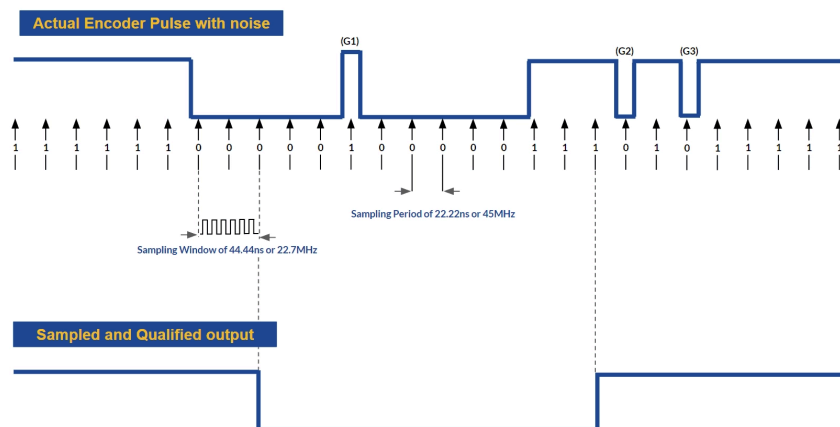 Actual Encoder Pulse with noise
(G1)
(G2)
(G3)
1 1 1 1 1 1 0 0 0 0 0 1 0 0 0 0 0 1 1 1 0 1 0 1 1 1 1 1
Sampling Period of 22.22ns or 45MHz
Sampling Window of 44.44ns or 22.7MHz
Sampled and Qualified output